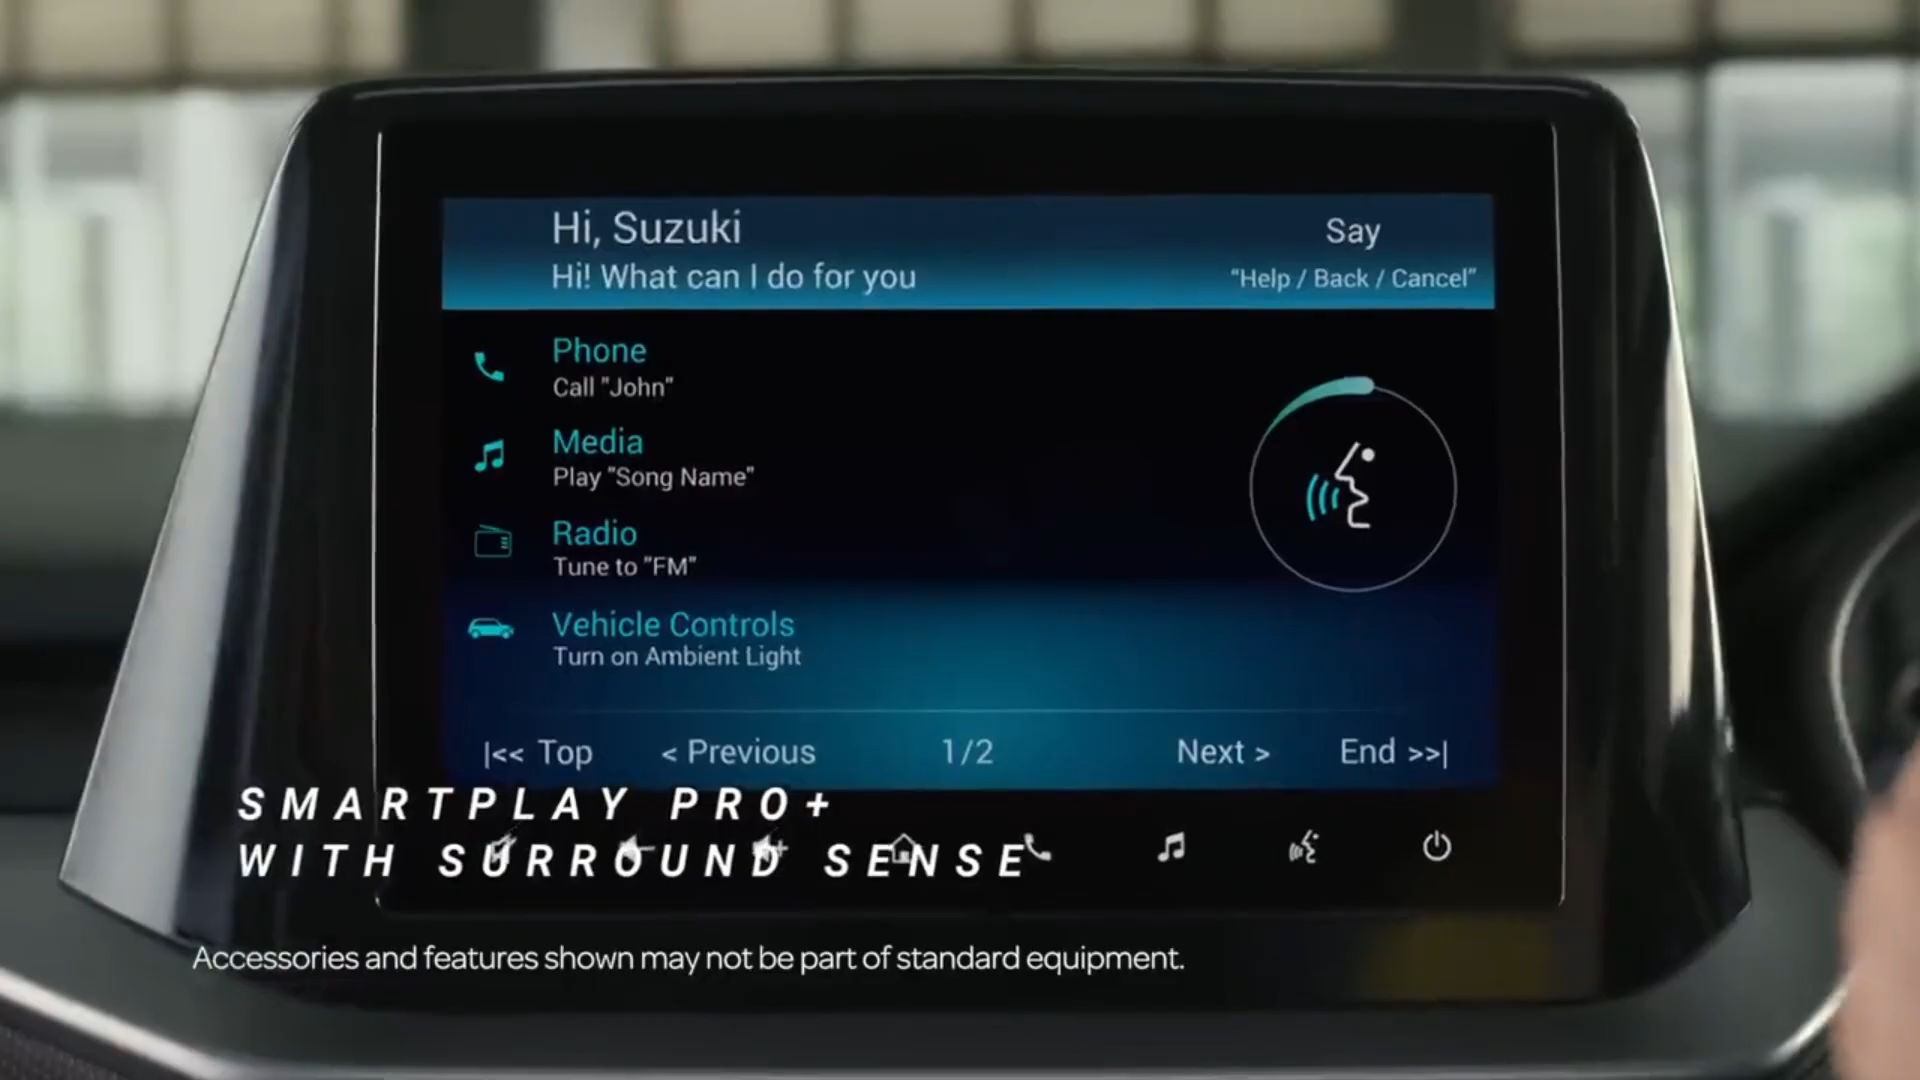 Hi, Suzuki
Say
Hi! What can I do for you
"Help / Back / Cancel"
Phone
Call "John"
Media
Play "Song Name"
Radio
Tune to "FM"
Vehicle Controls
Turn on Ambient Light
|<< Top
< Previous
1/2
Next >
End >>|
SMARTPLAY PRO+
WITH SURROUND SENSE
Accessories and features shown may not be part of standard equipment.